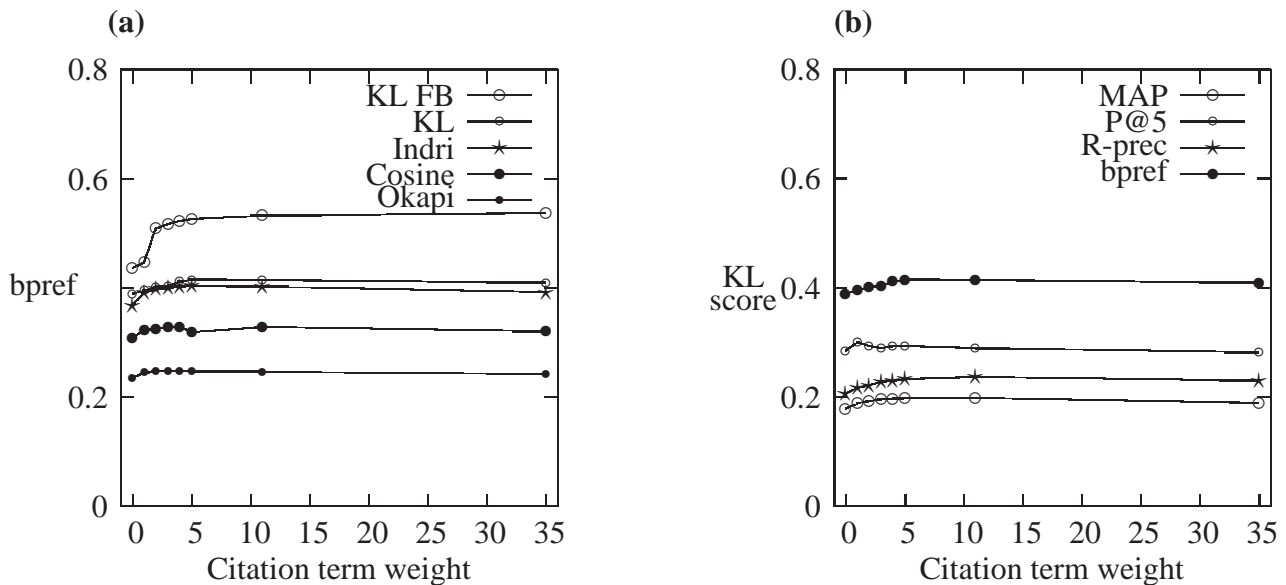 (a)
0.8
0.6
0.4
0.2
0
bpref
KL FB
KL
Indri
Cosine
Okapi
0 5 10 15 20 25 30 35
Citation term weight
(b)
0.8
0.6
0.4
0.2
0
KL
score
MAP
P@5
R-prec
bpref
0 5 10 15 20 25 30 35
Citation term weight